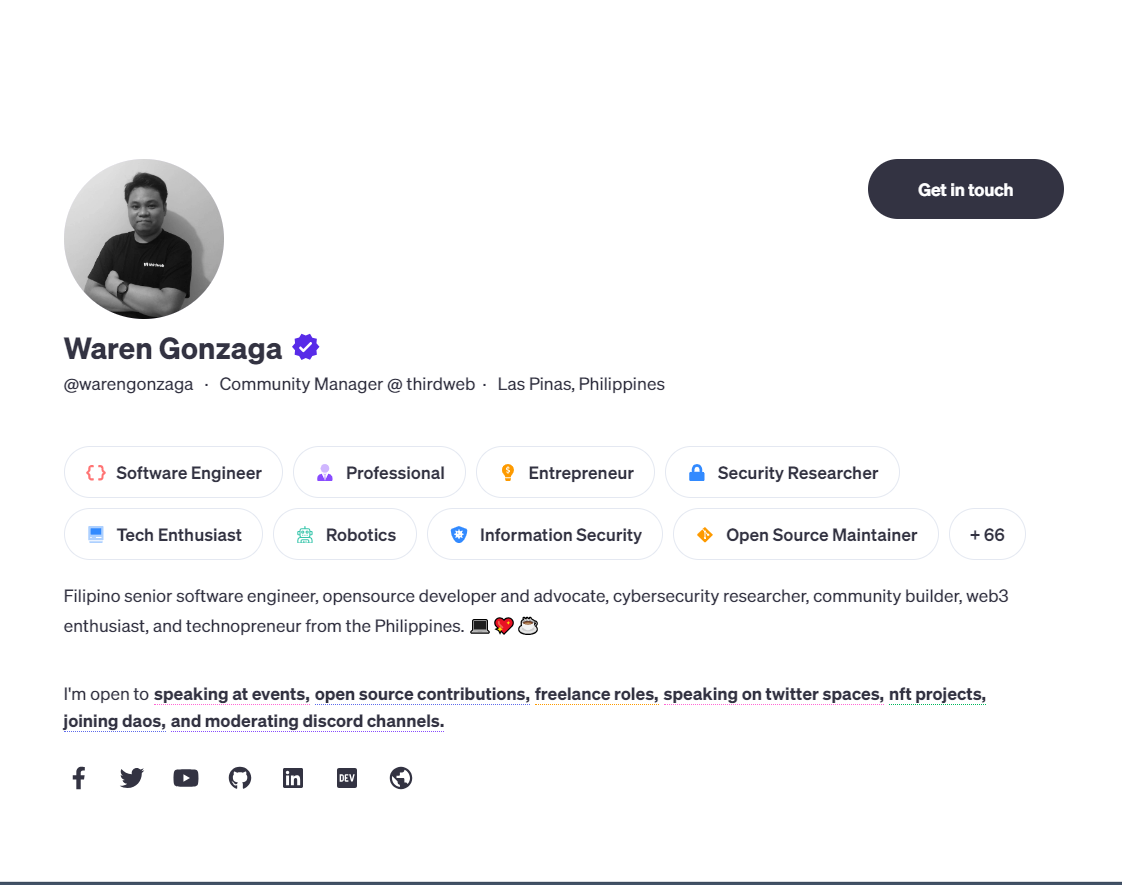 Get in touch
Waren Gonzaga
@warengonzaga · Community Manager @ thirdweb · Las Pinas, Philippines
Software Engineer Professional Entrepreneur Security Researcher
Tech Enthusiast Robotics Information Security Open Source Maintainer + 66
Filipino senior software engineer, opensource developer and advocate, cybersecurity researcher, community builder, web3
enthusiast, and technopreneur from the Philippines. 💻💖☕
I'm open to speaking at events, open source contributions, freelance roles, speaking on twitter spaces, nft projects,
joining daos, and moderating discord channels.
DEV